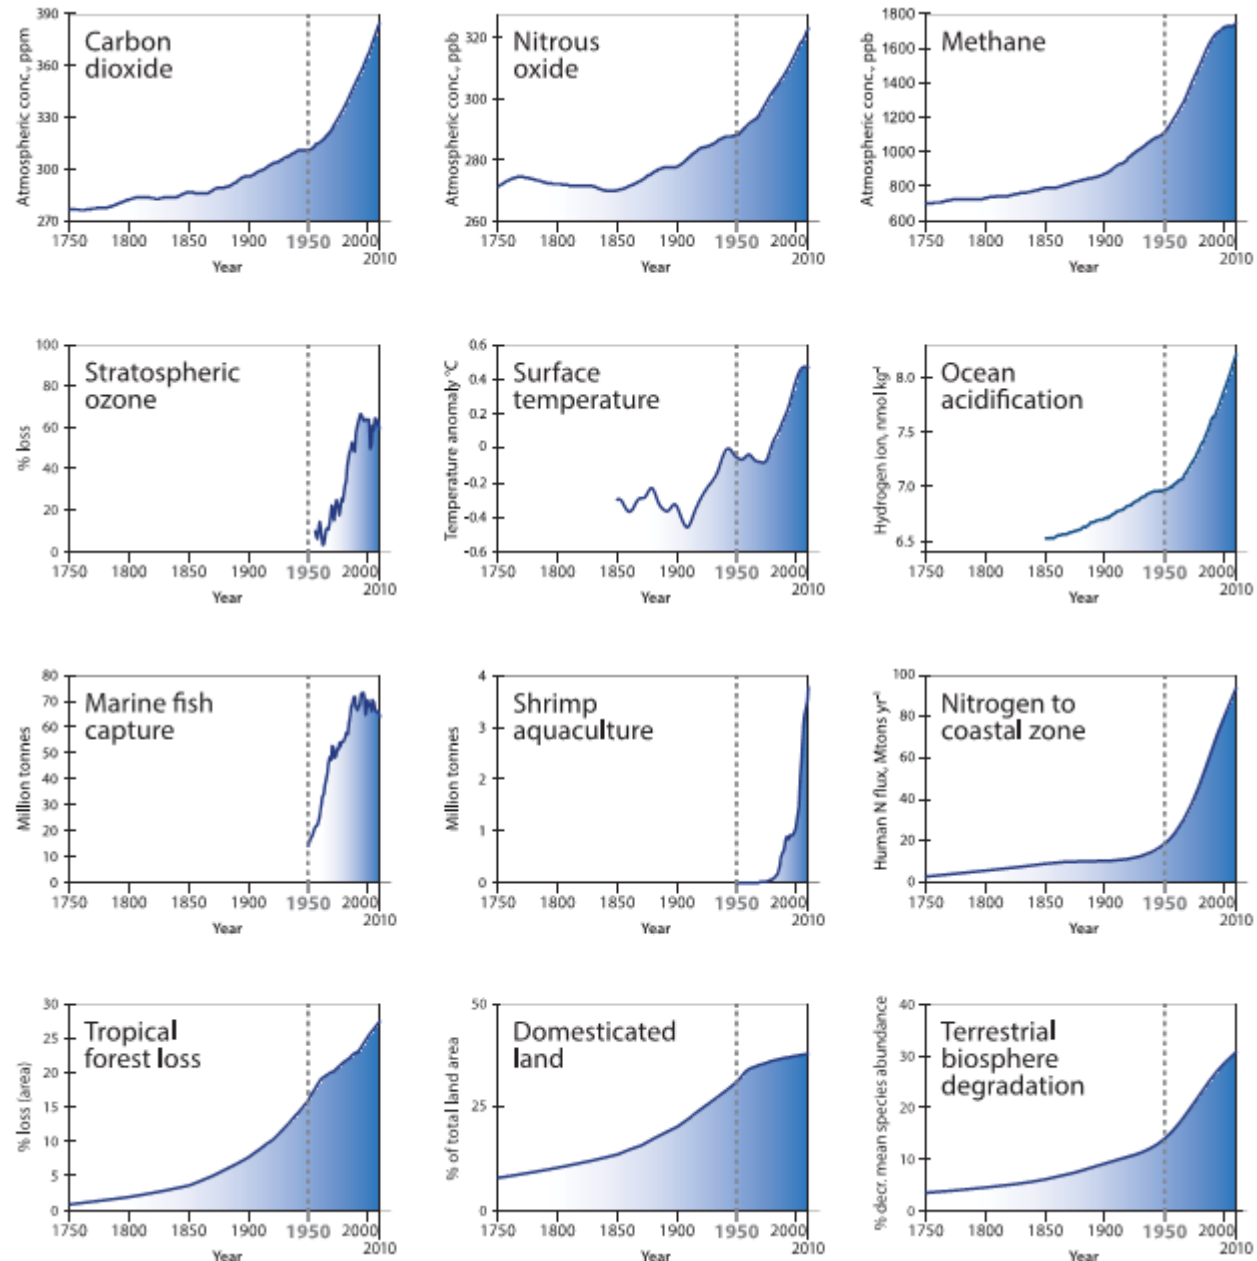 390
360
330
300
270
Atmospheric conc., ppm
Carbon
dioxide
1750 1800 1850 1900 1950 2000
2010
Year
320
300
280
260
Atmospheric conc., ppb
Nitrous
oxide
1750 1800 1850 1900 1950 2000
2010
Year
1800
1600
1400
1200
1000
800
600
Atmospheric conc., ppb
Methane
1750 1800 1850 1900 1950 2000
2010
Year
100
80
60
40
20
0
% loss
Stratospheric
ozone
1750 1800 1850 1900 1950 2000
2010
Year
0.6
0.4
0.2
0
-0.2
-0.4
-0.6
Temperature anomaly °C
Surface
temperature
1750 1800 1850 1900 1950 2000
2010
Year
8.0
7.5
7.0
6.5
Hydrogen ion, nmol kg⁻¹
Ocean
acidification
1750 1800 1850 1900 1950 2000
2010
Year
80
70
60
50
40
30
20
10
0
Million tonnes
Marine fish
capture
1750 1800 1850 1900 1950 2000
2010
Year
4
3
2
1
0
Million tonnes
Shrimp
aquaculture
1750 1800 1850 1900 1950 2000
2010
Year
100
80
60
40
20
0
Human N flux, Mtons yr⁻¹
Nitrogen to
coastal zone
1750 1800 1850 1900 1950 2000
2010
Year
30
25
20
15
10
5
0
% loss (area)
Tropical
forest loss
1750 1800 1850 1900 1950 2000
2010
Year
50
25
0
% of total land area
Domesticated
land
1750 1800 1850 1900 1950 2000
2010
Year
40
30
20
10
0
% decr. mean species abundance
Terrestrial
biosphere
degradation
1750 1800 1850 1900 1950 2000
2010
Year